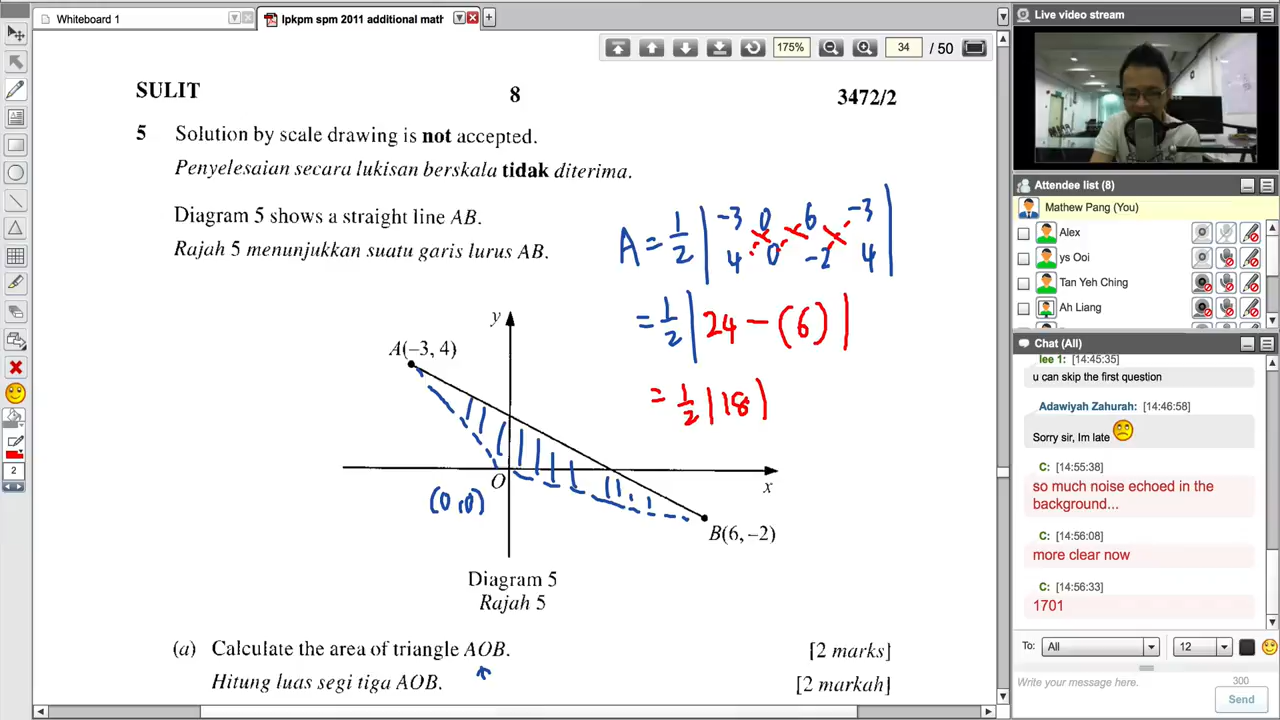 Whiteboard 1
lpkpm spm 2011 additional math
175%
34 / 50
SULIT 8 3472/2
5 Solution by scale drawing is not accepted.
Penyelesaian secara lukisan berskala tidak diterima.
Diagram 5 shows a straight line AB.
Rajah 5 menunjukkan suatu garis lurus AB.
A = 1/2 | -3 0 6 -3
4 0 -2 4 |
= 1/2 | 24 - (6) |
= 1/2 | 18 |
y
A(–3, 4)
O
x
(0,0)
B(6, –2)
Diagram 5
Rajah 5
(a) Calculate the area of triangle AOB. [2 marks]
Hitung luas segi tiga AOB. [2 markah]
2
Live video stream
Attendee list (8)
Mathew Pang (You)
Alex
ys Ooi
Tan Yeh Ching
Ah Liang
Chat (All)
lee 1: [14:45:35]
u can skip the first question
Adawiyah Zahurah: [14:46:58]
Sorry sir, Im late
C: [14:55:38]
so much noise echoed in the
background...
C: [14:56:08]
more clear now
C: [14:56:33]
1701
To: All 12
Write your message here. 300
Send